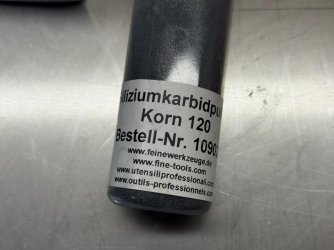 iliziumkarbidpu
Korn 120
Bestell-Nr. 1090
www.feinewerkzeuge.de
www.fine-tools.com
www.utensiliprofessionali.com
www.outils-professionnels.com